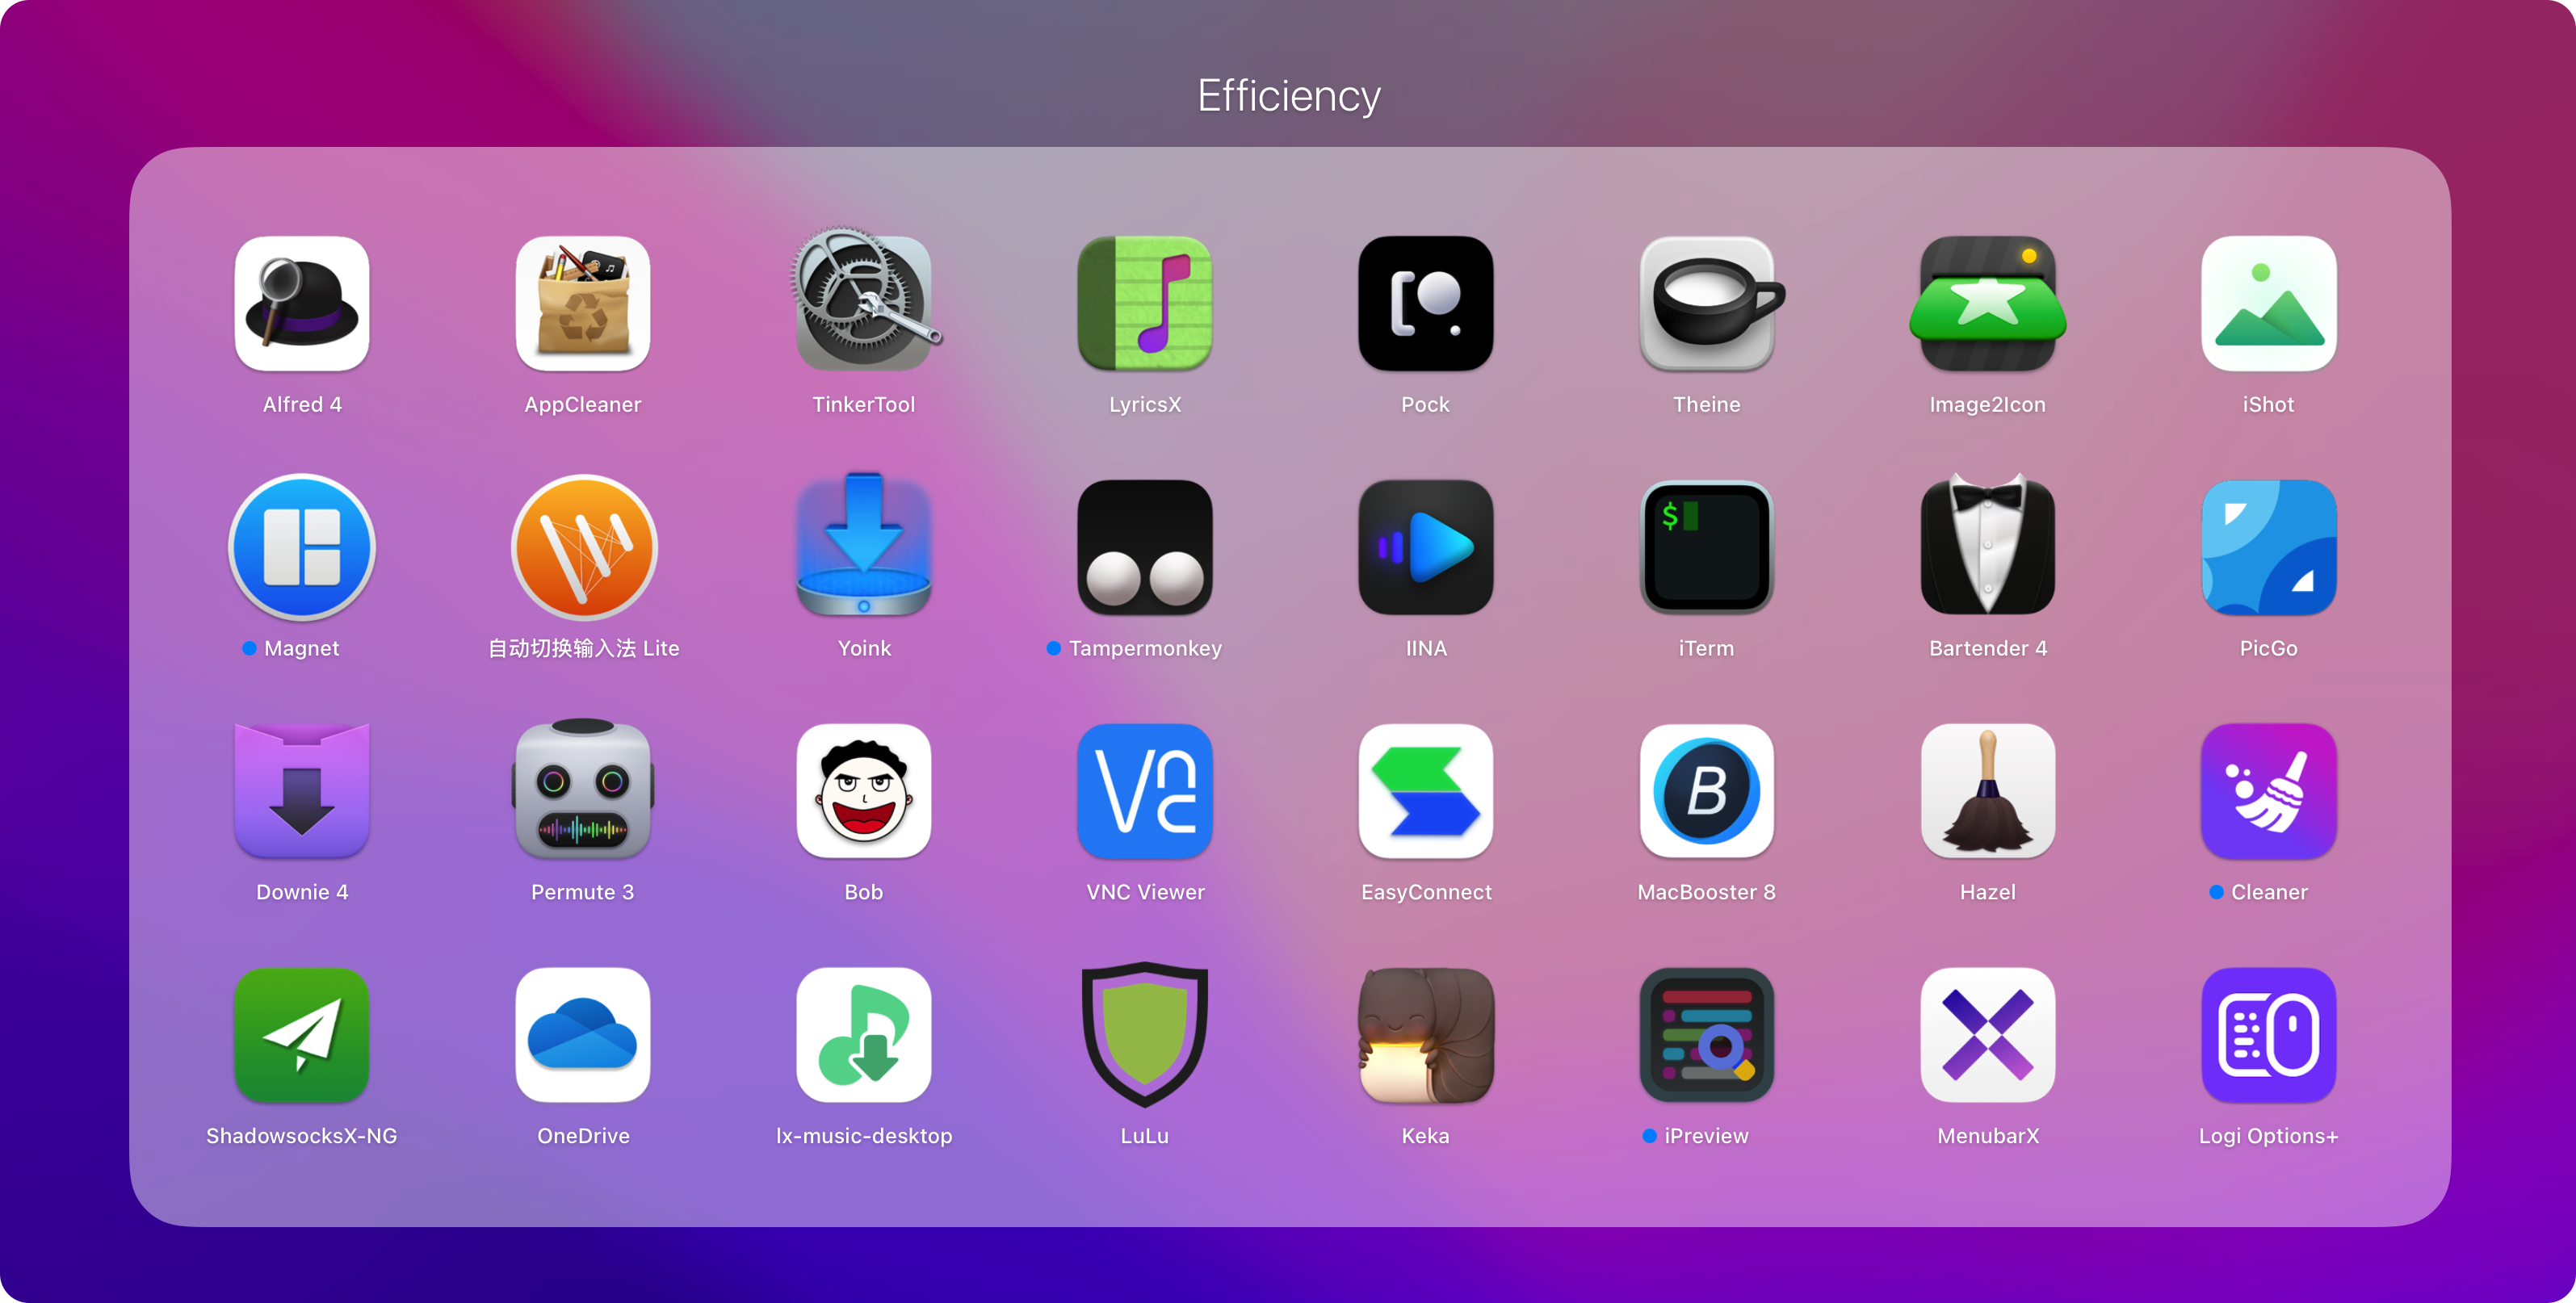 Efficiency
Alfred 4 AppCleaner TinkerTool LyricsX Pock Theine Image2Icon iShot
$
Magnet 自动切换输入法 Lite Yoink Tampermonkey IINA iTerm Bartender 4 PicGo
VNC B
Downie 4 Permute 3 Bob VNC Viewer EasyConnect MacBooster 8 Hazel Cleaner
ShadowsocksX-NG OneDrive lx-music-desktop LuLu Keka iPreview MenubarX Logi Options+